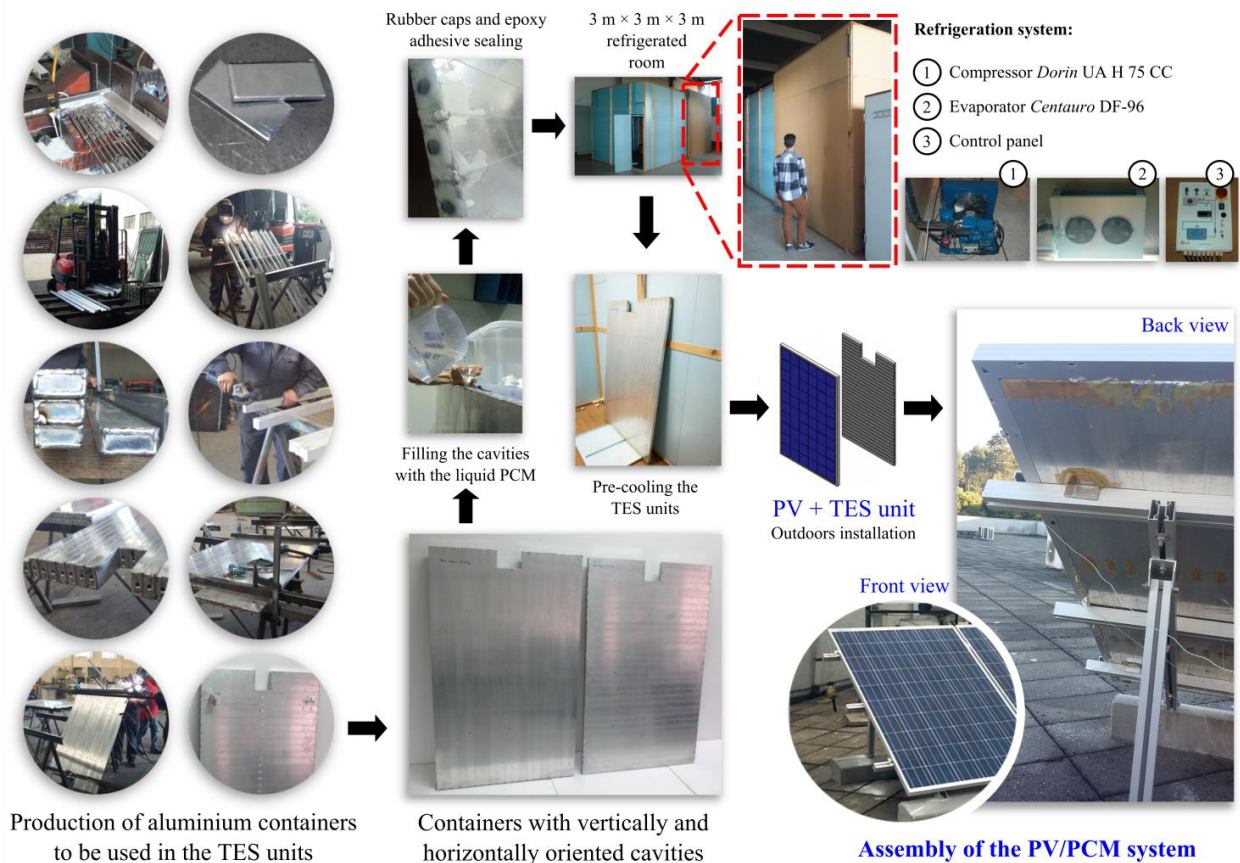 Rubber caps and epoxy
adhesive sealing
3 m × 3 m × 3 m
refrigerated
room
Refrigeration system:
1 Compressor Dorin UA H 75 CC
2 Evaporator Centauro DF-96
3 Control panel
1
2
3
Filling the cavities
with the liquid PCM
Pre-cooling the
TES units
PV + TES unit
Outdoors installation
Back view
Front view
Production of aluminium containers
to be used in the TES units
Containers with vertically and
horizontally oriented cavities
Assembly of the PV/PCM system